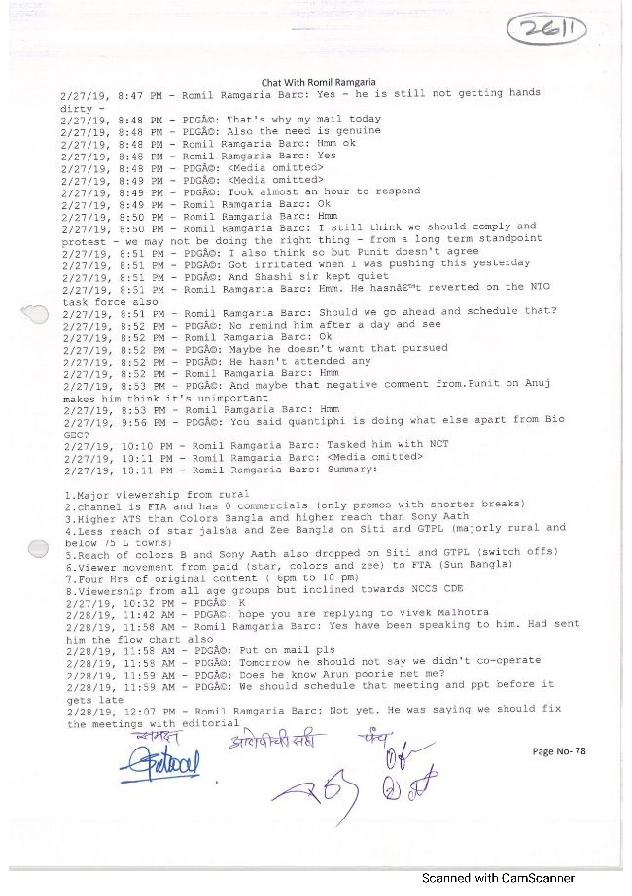 2611
Chat With Romil Ramgaria
2/27/19, 8:47 PM - Romil Ramgaria Barc: Yes - he is still not getting hands
dirty -
2/27/19, 8:48 PM - PDGÃ©: That's why my mail today
2/27/19, 8:48 PM - PDGÃ©: Also the need is genuine
2/27/19, 8:48 PM - Romil Ramgaria Barc: Hmm ok
2/27/19, 8:48 PM - Romil Ramgaria Barc: Yes
2/27/19, 8:48 PM - PDGÃ©: <Media omitted>
2/27/19, 8:49 PM - PDGÃ©: <Media omitted>
2/27/19, 8:49 PM - PDGÃ©: Took almost an hour to respond
2/27/19, 8:49 PM - Romil Ramgaria Barc: Ok
2/27/19, 8:50 PM - Romil Ramgaria Barc: Hmm
2/27/19, 8:50 PM - Romil Ramgaria Barc: I still think we should comply and
protest - we may not be doing the right thing - from a long term standpoint
2/27/19, 8:51 PM - PDGÃ©: I also think so but Punit doesn't agree
2/27/19, 8:51 PM - PDGÃ©: Got irritated when I was pushing this yesterday
2/27/19, 8:51 PM - PDGÃ©: And Shashi sir kept quiet
2/27/19, 8:51 PM - Romil Ramgaria Barc: Hmm. He hasnâ€™t reverted on the NTO
task force also
2/27/19, 8:51 PM - Romil Ramgaria Barc: Should we go ahead and schedule that?
2/27/19, 8:52 PM - PDGÃ©: No remind him after a day and see
2/27/19, 8:52 PM - Romil Ramgaria Barc: Ok
2/27/19, 8:52 PM - PDGÃ©: Maybe he doesn't want that pursued
2/27/19, 8:52 PM - PDGÃ©: He hasn't attended any
2/27/19, 8:52 PM - Romil Ramgaria Barc: Hmm
2/27/19, 8:53 PM - PDGÃ©: And maybe that negative comment from.Punit on Anuj
makes him think it's unimportant
2/27/19, 8:53 PM - Romil Ramgaria Barc: Hmm
2/27/19, 9:56 PM - PDGÃ©: You said quantiphi is doing what else apart from Bio
GEC?
2/27/19, 10:10 PM - Romil Ramgaria Barc: Tasked him with NCT
2/27/19, 10:11 PM - Romil Ramgaria Barc: <Media omitted>
2/27/19, 10:11 PM - Romil Ramgaria Barc: Summary:
1.Major viewership from rural
2.channel is FTA and has 0 commercials (only promos with shorter breaks)
3.Higher ATS than Colors Bangla and higher reach than Sony Aath
4.Less reach of star jalsha and Zee Bangla on Siti and GTPL (majorly rural and
below 75 L towns)
5.Reach of colors B and Sony Aath also dropped on Siti and GTPL (switch offs)
6.Viewer movement from paid (star, colors and zee) to FTA (Sun Bangla)
7.Four Hrs of original content ( 6pm to 10 pm)
8.Viewership from all age groups but inclined towards NCCS CDE
2/27/19, 10:32 PM - PDGÃ©: K
2/28/19, 11:42 AM - PDGÃ©: hope you are replying to Vivek Malhotra
2/28/19, 11:58 AM - Romil Ramgaria Barc: Yes have been speaking to him. Had sent
him the flow chart also
2/28/19, 11:58 AM - PDGÃ©: Put on mail pls
2/28/19, 11:58 AM - PDGÃ©: Tomorrow he should not say we didn't co-operate
2/28/19, 11:59 AM - PDGÃ©: Does he know Arun poorie met me?
2/28/19, 11:59 AM - PDGÃ©: We should schedule that meeting and ppt before it
gets late
2/28/19, 12:07 PM - Romil Ramgaria Barc: Not yet. He was saying we should fix
the meetings with editorial
समक्ष आरोपीची सही पंच
Page No- 78
Scanned with CamScanner